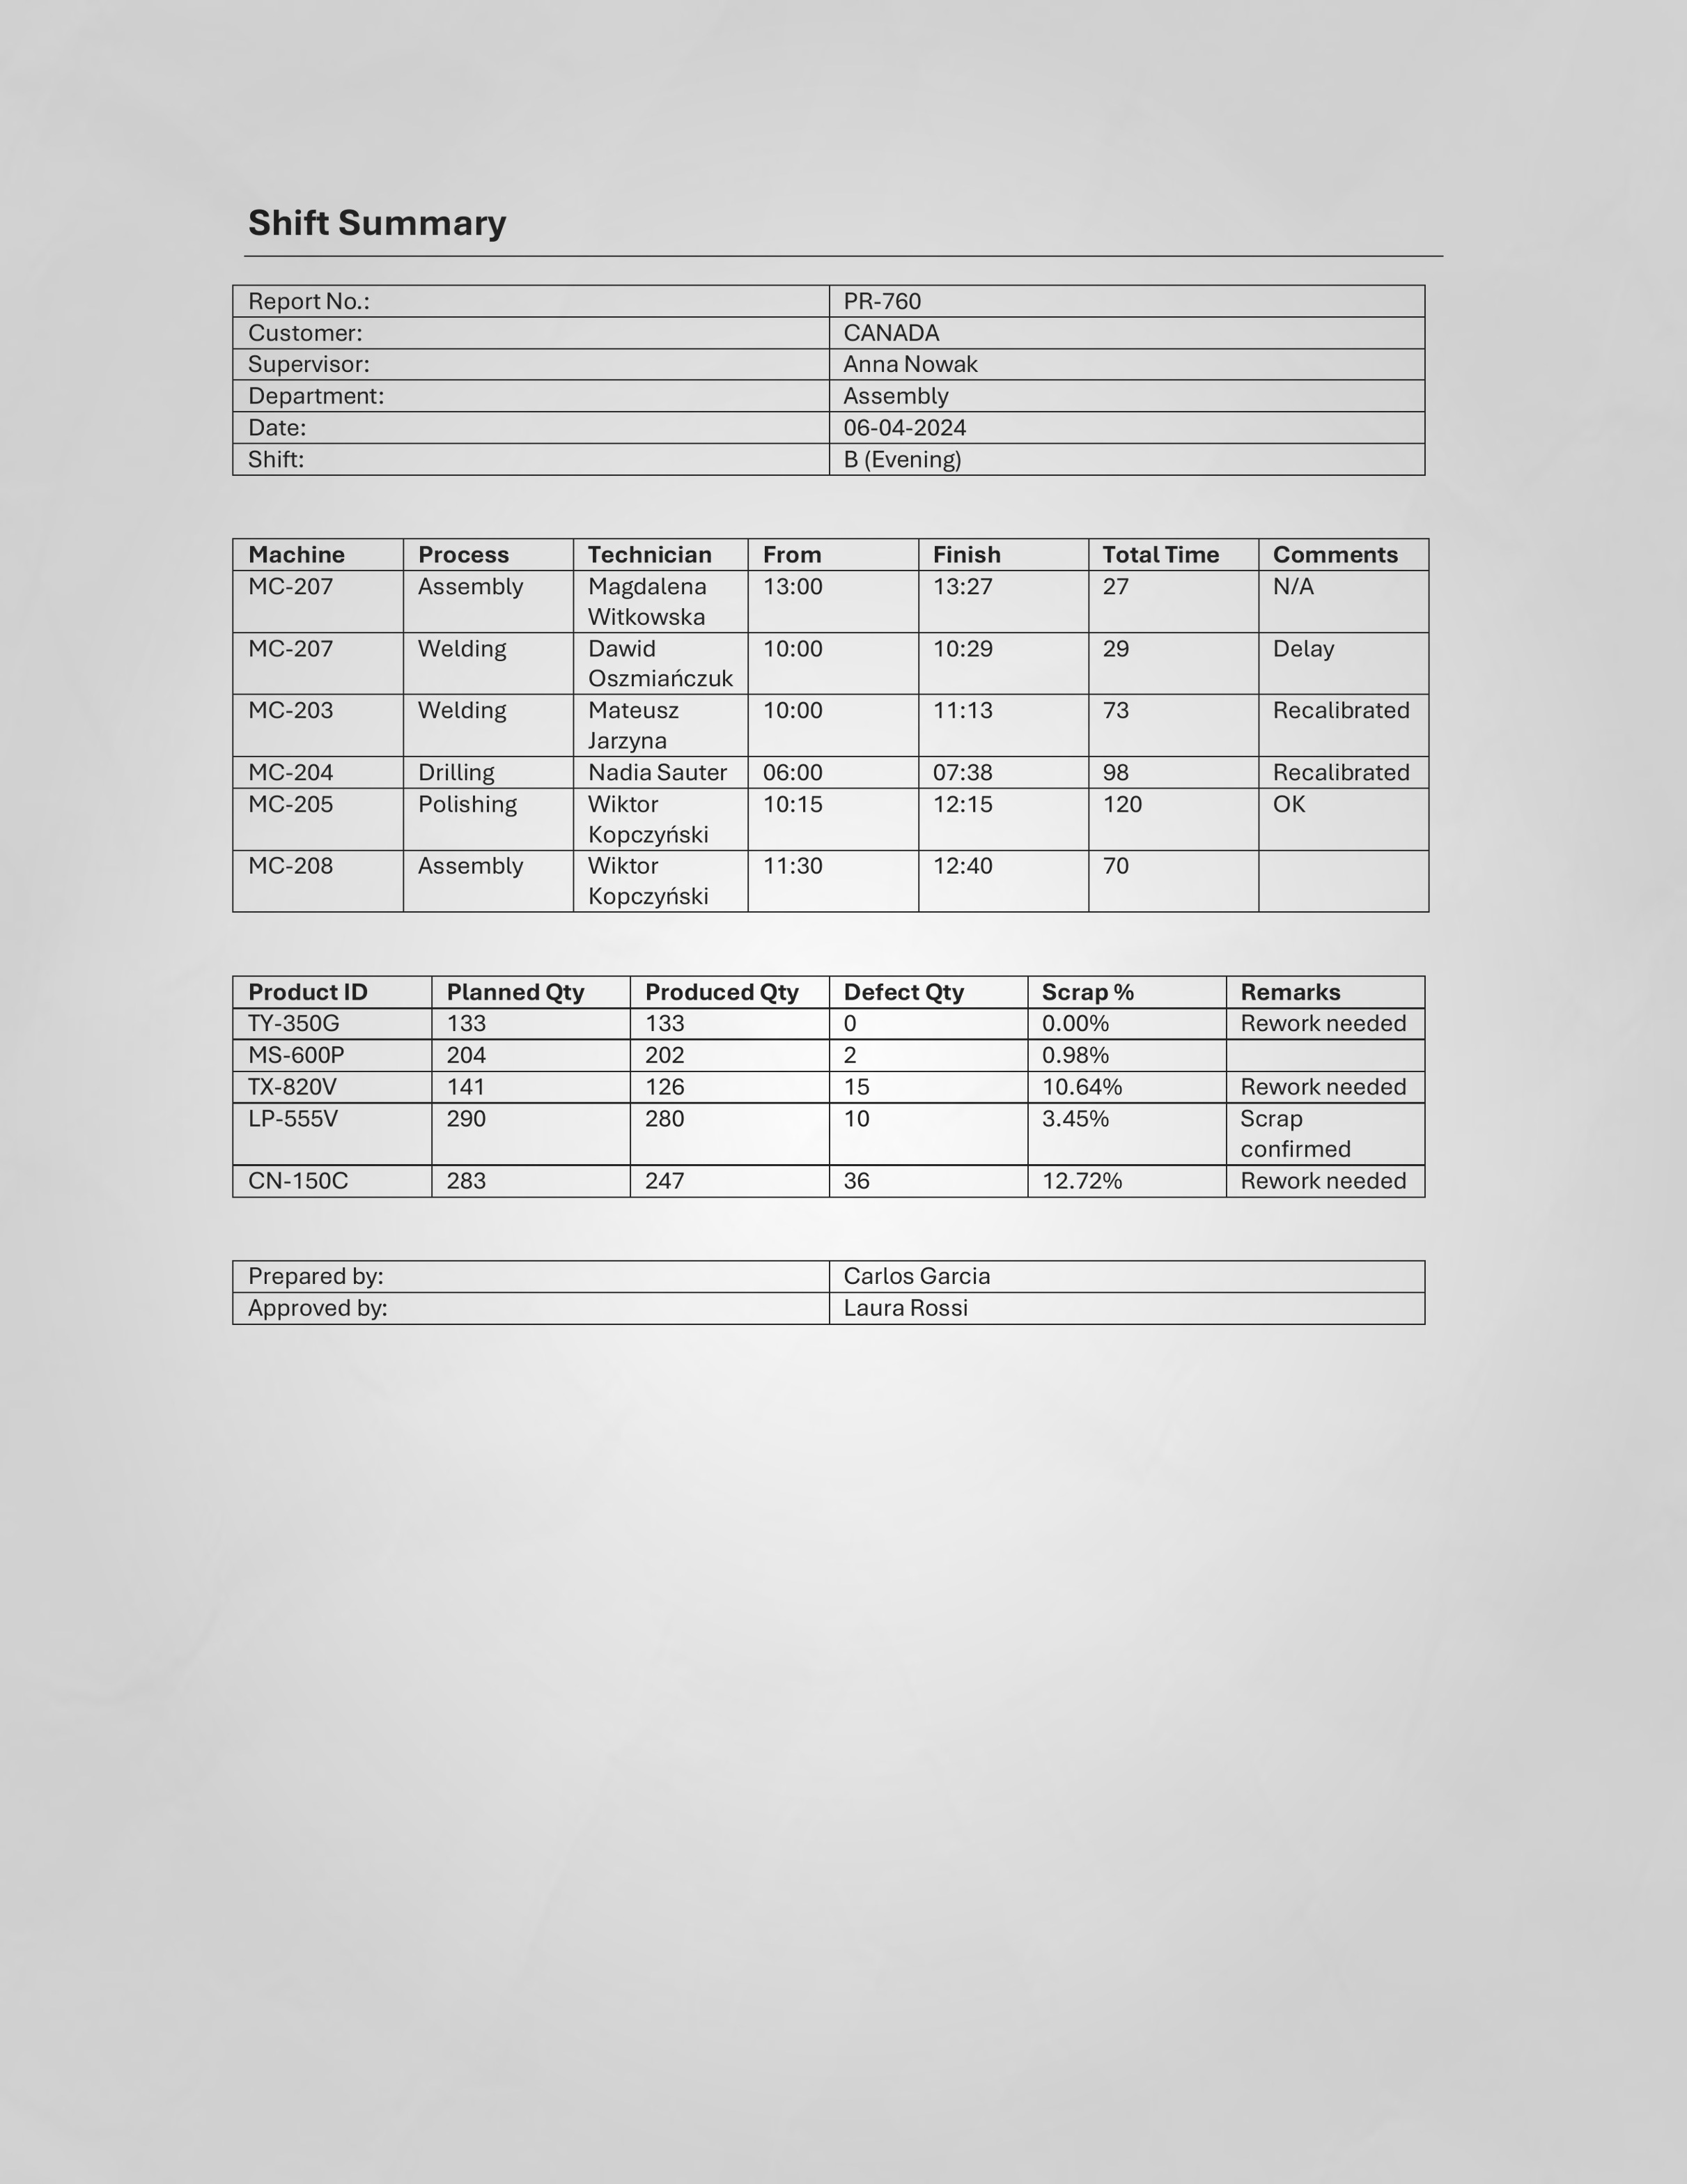 Shift Summary
Report No.: PR-760
Customer: CANADA
Supervisor: Anna Nowak
Department: Assembly
Date: 06-04-2024
Shift: B (Evening)
Machine Process Technician From Finish Total Time Comments
MC-207 Assembly Magdalena 13:00 13:27 27 N/A
Witkowska
MC-207 Welding Dawid 10:00 10:29 29 Delay
Oszmiańczuk
MC-203 Welding Mateusz 10:00 11:13 73 Recalibrated
Jarzyna
MC-204 Drilling Nadia Sauter 06:00 07:38 98 Recalibrated
MC-205 Polishing Wiktor 10:15 12:15 120 OK
Kopczyński
MC-208 Assembly Wiktor 11:30 12:40 70
Kopczyński
Product ID Planned Qty Produced Qty Defect Qty Scrap % Remarks
TY-350G 133 133 0 0.00% Rework needed
MS-600P 204 202 2 0.98%
TX-820V 141 126 15 10.64% Rework needed
LP-555V 290 280 10 3.45% Scrap
confirmed
CN-150C 283 247 36 12.72% Rework needed
Prepared by: Carlos Garcia
Approved by: Laura Rossi